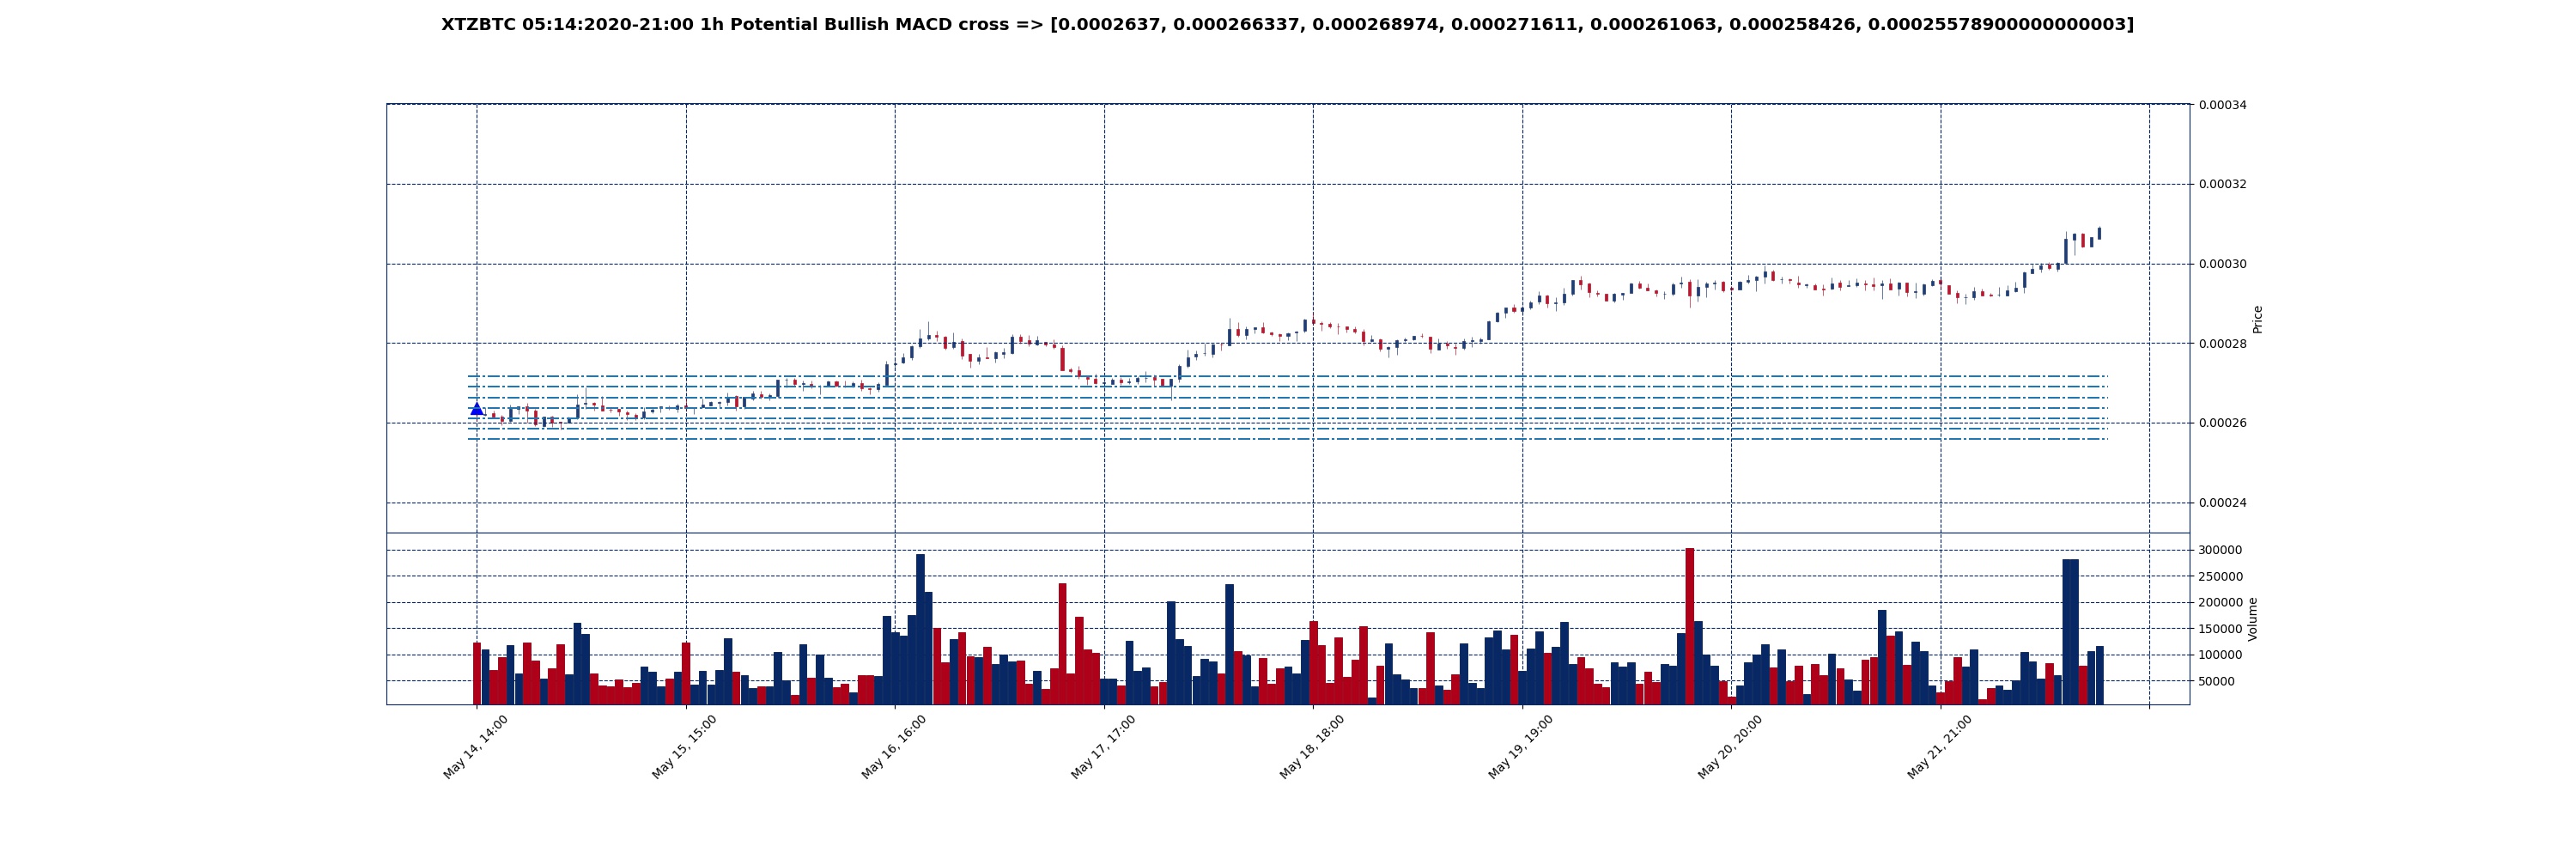 XTZBTC 05:14:2020-21:00 1h Potential Bullish MACD cross => [0.0002637, 0.000266337, 0.000268974, 0.000271611, 0.000261063, 0.000258426, 0.00025578900000000003]
0.00034
0.00032
0.00030
0.00028
0.00026
0.00024
Price
300000
250000
200000
150000
100000
50000
Volume
May 14, 14:00
May 15, 15:00
May 16, 16:00
May 17, 17:00
May 18, 18:00
May 19, 19:00
May 20, 20:00
May 21, 21:00